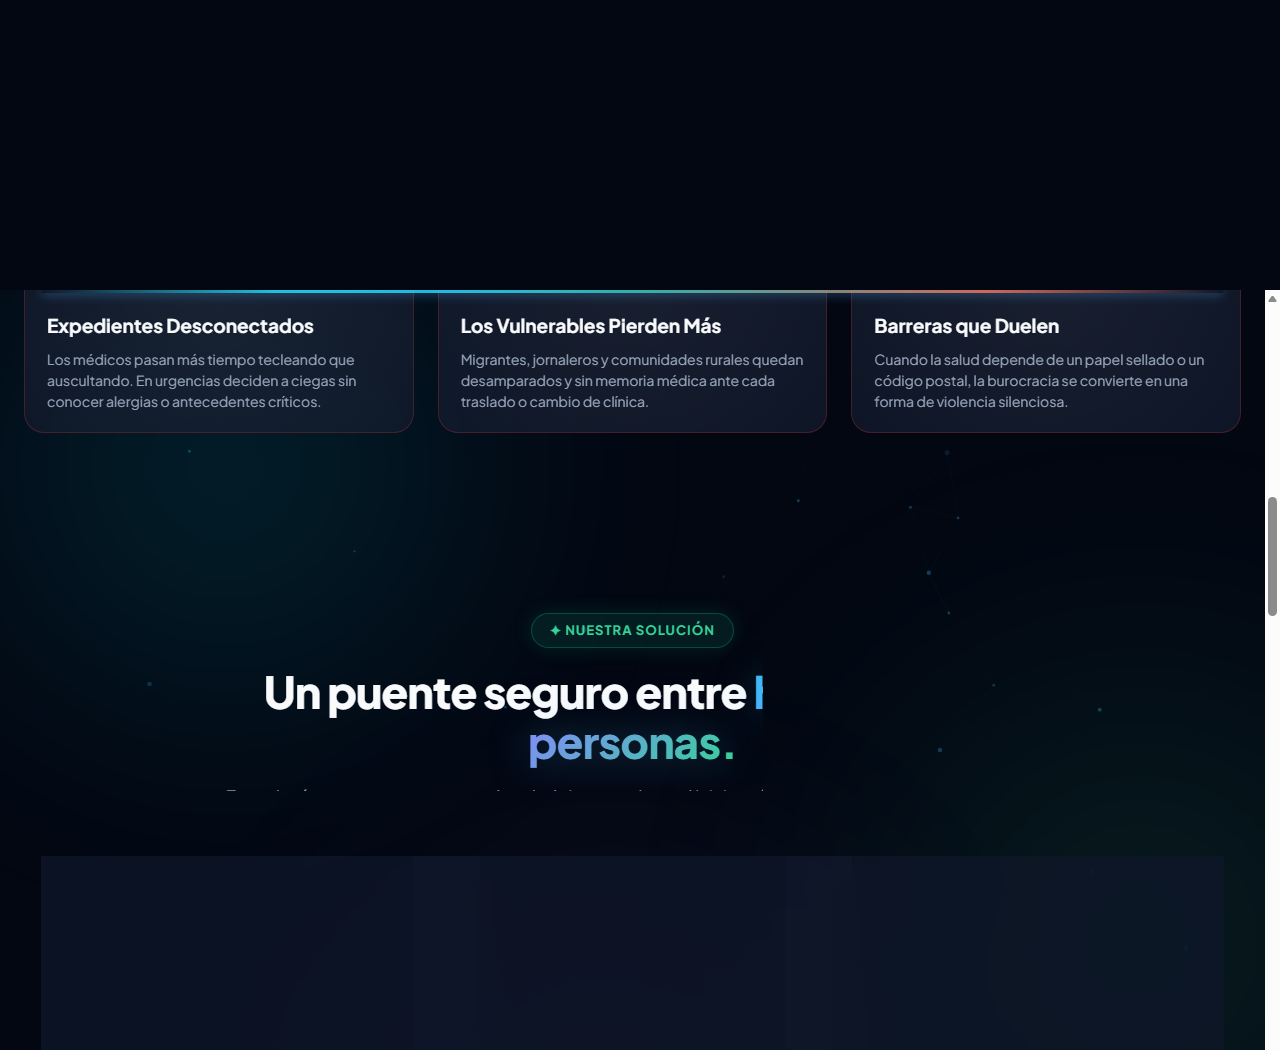 Expedientes Desconectados
Los médicos pasan más tiempo tecleando que
auscultando. En urgencias deciden a ciegas sin
conocer alergias o antecedentes críticos.
Los Vulnerables Pierden Más
Migrantes, jornaleros y comunidades rurales quedan
desamparados y sin memoria médica ante cada
traslado o cambio de clínica.
Barreras que Duelen
Cuando la salud depende de un papel sellado o un
código postal, la burocracia se convierte en una
forma de violencia silenciosa.
✦ NUESTRA SOLUCIÓN
Un puente seguro entre
personas.